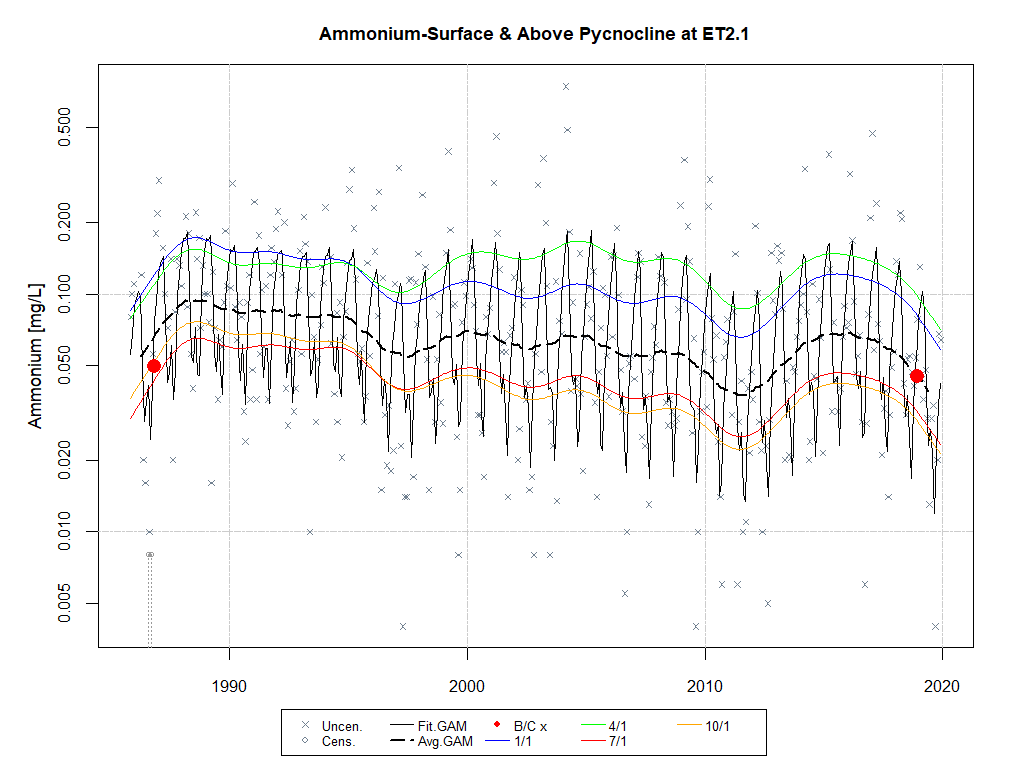 Ammonium-Surface & Above Pycnocline at ET2.1
Ammonium [mg/L]
0.500
0.200
0.100
0.050
0.020
0.010
0.005
1990 2000 2010 2020
Uncen. Fit.GAM B/C x 4/1 10/1
Cens. Avg.GAM 1/1 7/1